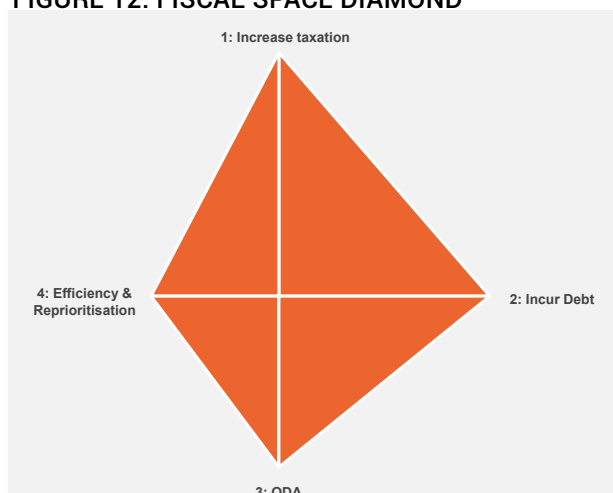 FIGURE 12: FISCAL SPACE DIAMOND
1: Increase taxation
4: Efficiency &
Reprioritisation
2: Incur Debt
3: ODA